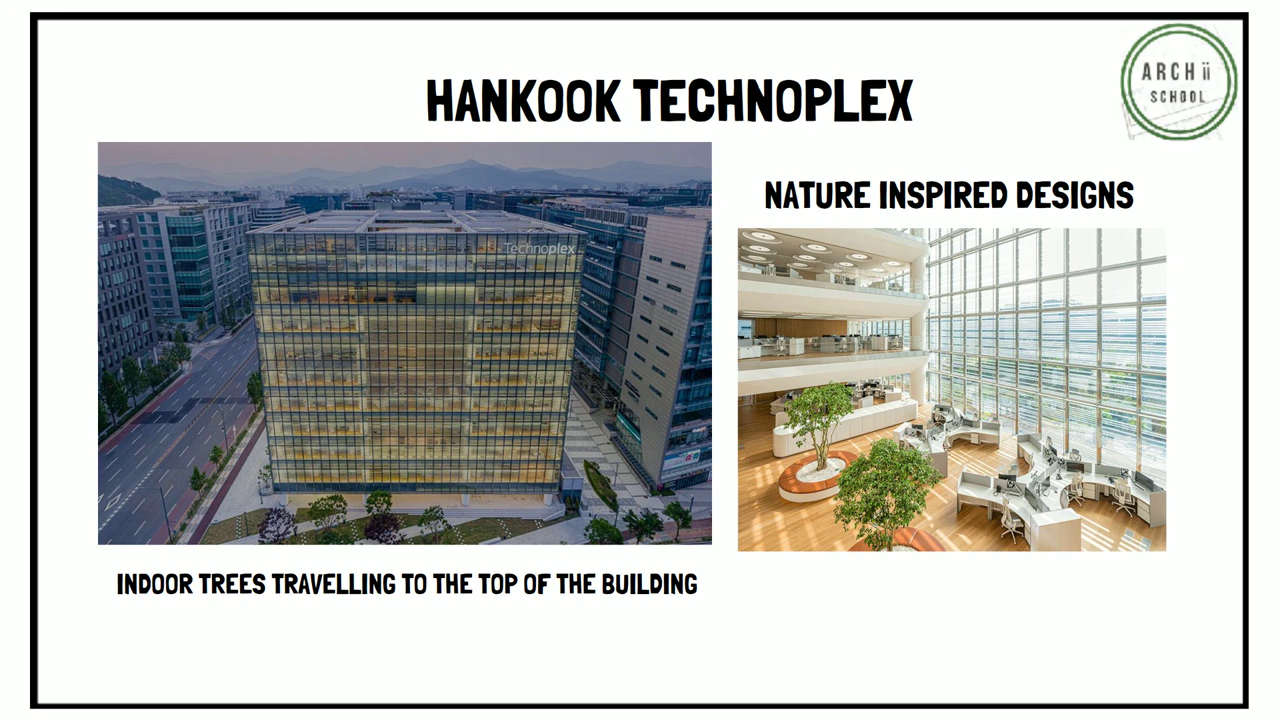 HANKOOK TECHNOPLEX
ARCH ii
SCHOOL
NATURE INSPIRED DESIGNS
Technoplex
INDOOR TREES TRAVELLING TO THE TOP OF THE BUILDING